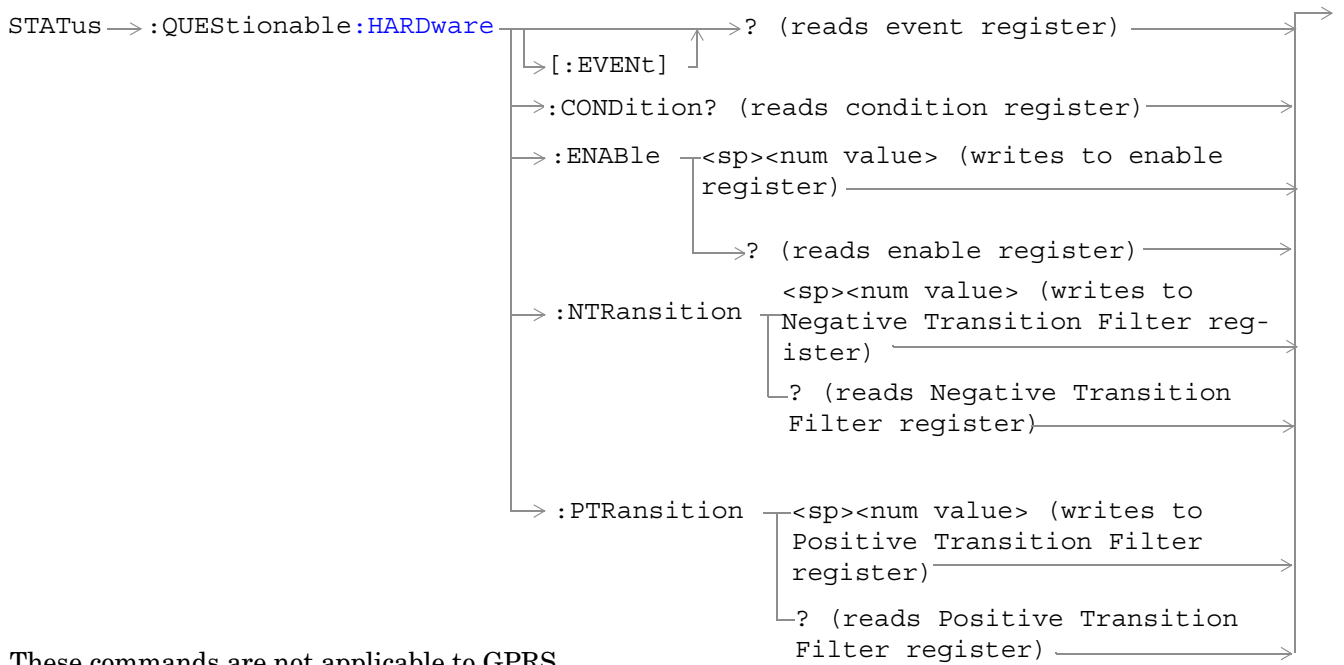 STATus :QUEStionable:HARDware ? (reads event register)
[:EVENt]
:CONDition? (reads condition register)
:ENABle <sp><num value> (writes to enable
register)
? (reads enable register)
<sp><num value> (writes to
:NTRansition Negative Transition Filter reg-
ister)
? (reads Negative Transition
Filter register)
:PTRansition <sp><num value> (writes to
Positive Transition Filter
register)
? (reads Positive Transition
Filter register)
These commands are not applicable to GPRS